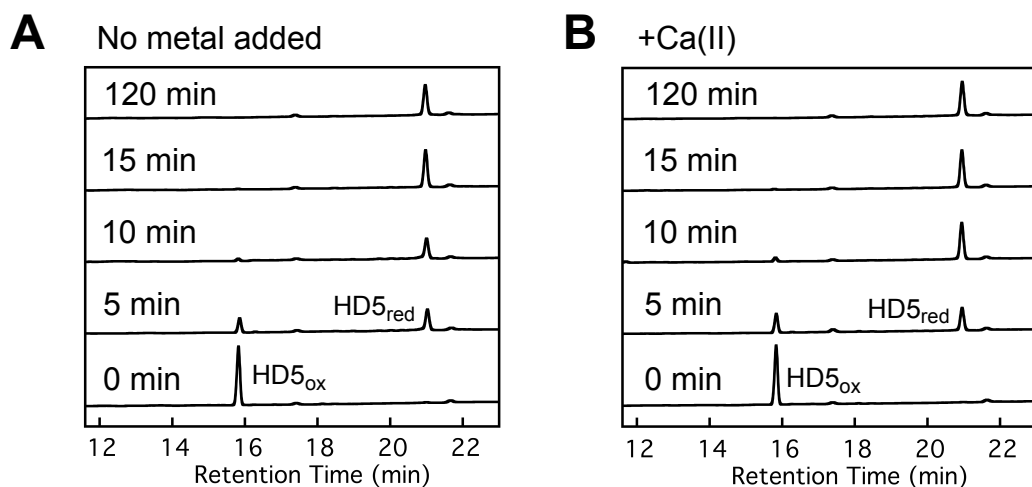 A No metal added
120 min
15 min
10 min
5 min HD5red
0 min HD5ox
12 14 16 18 20 22
Retention Time (min)
B +Ca(II)
120 min
15 min
10 min
5 min HD5red
0 min HD5ox
12 14 16 18 20 22
Retention Time (min)